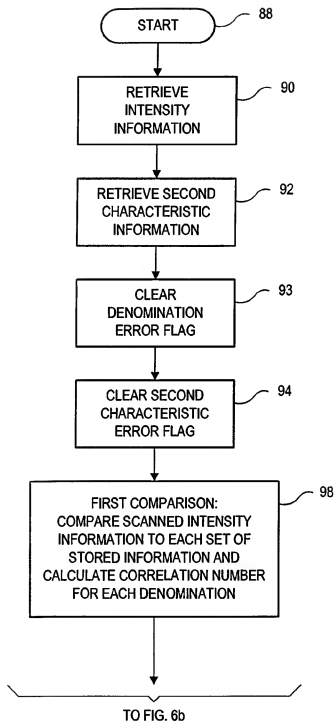 START
88
RETRIEVE
INTENSITY
INFORMATION
90
RETRIEVE SECOND
CHARACTERISTIC
INFORMATION
92
CLEAR
DENOMINATION
ERROR FLAG
93
CLEAR SECOND
CHARACTERISTIC
ERROR FLAG
94
FIRST COMPARISON:
COMPARE SCANNED INTENSITY
INFORMATION TO EACH SET OF
STORED INFORMATION AND
CALCULATE CORRELATION NUMBER
FOR EACH DENOMINATION
98
TO FIG. 6b